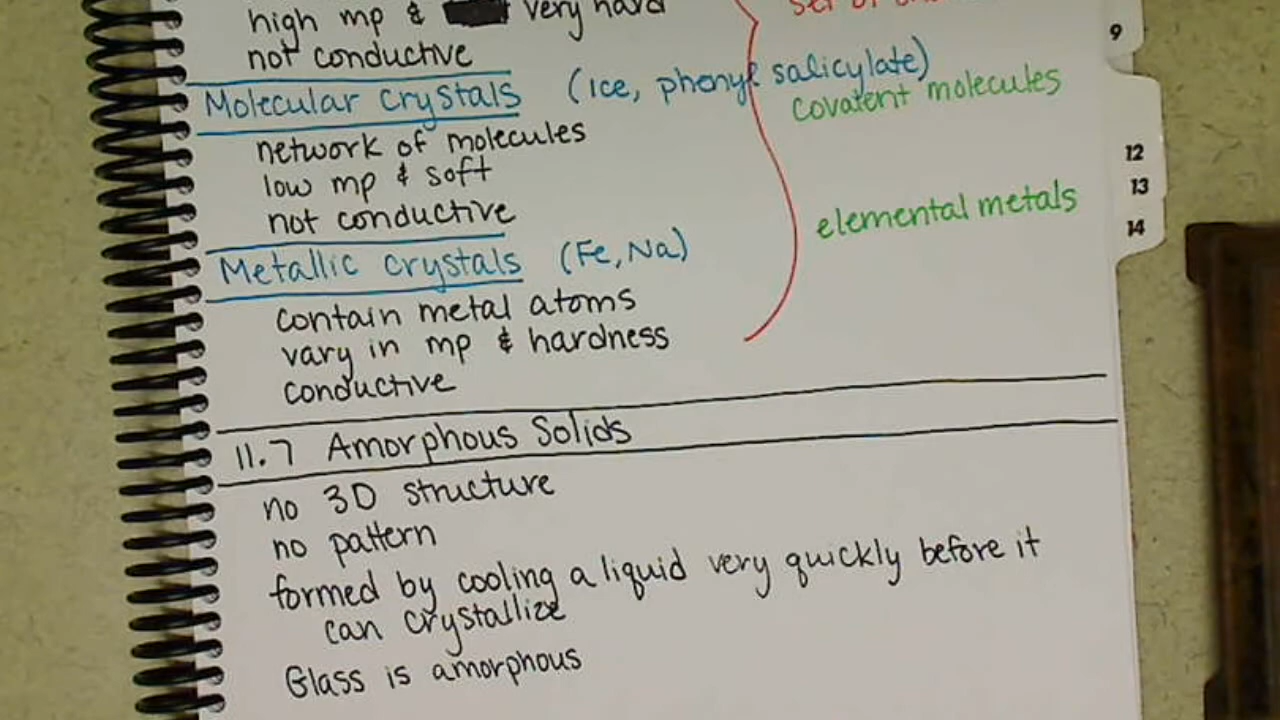 high mp & very hard
set of
not conductive
9
Molecular Crystals (Ice, phenyl salicylate)
covalent molecules
network of molecules
12
low mp & soft
13
not conductive
elemental metals
14
Metallic Crystals (Fe, Na)
contain metal atoms
vary in mp & hardness
conductive
11.7 Amorphous Solids
no 3D structure
no pattern
formed by cooling a liquid very quickly before it
can crystallize
Glass is amorphous